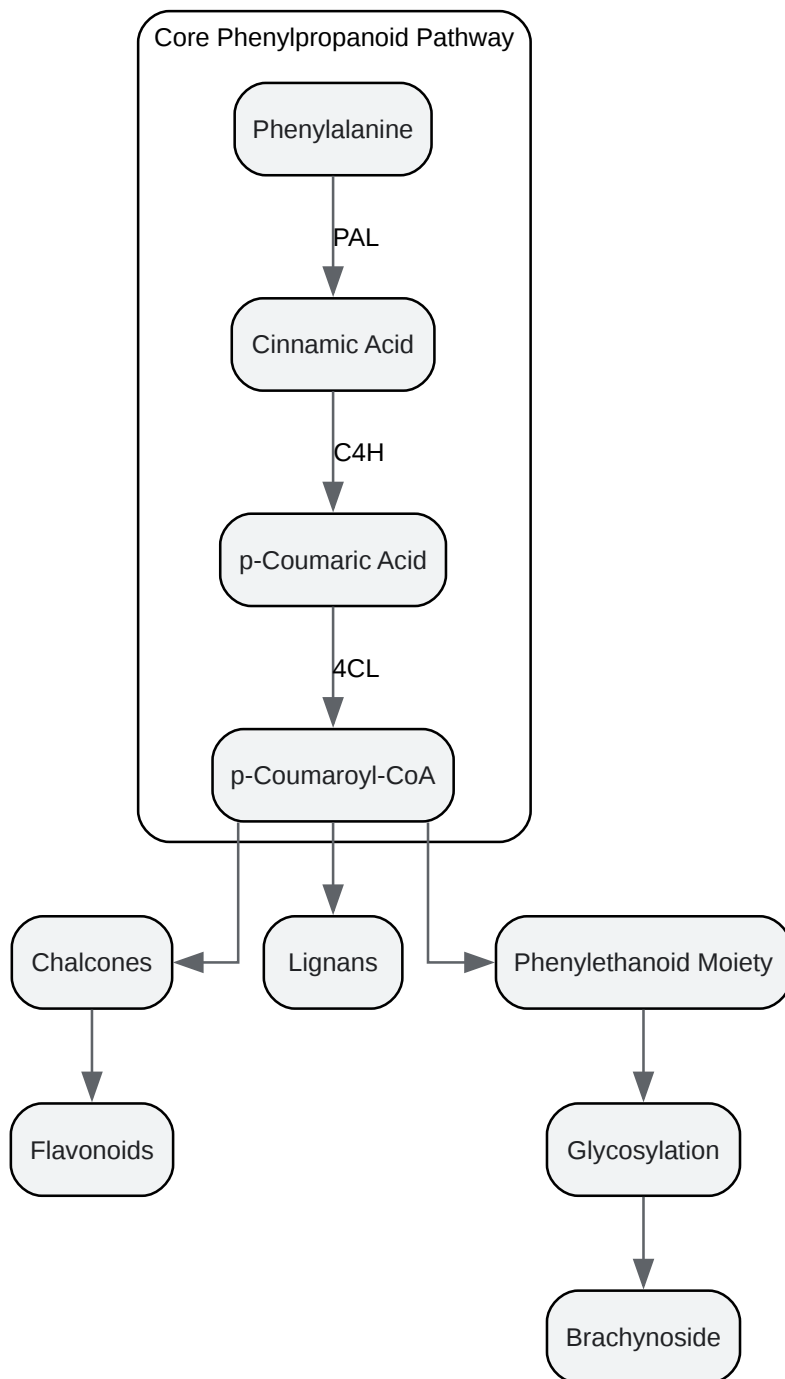 Core Phenylpropanoid Pathway
Phenylalanine
PAL
Cinnamic Acid
C4H
p-Coumaric Acid
4CL
p-Coumaroyl-CoA
Chalcones
Lignans
Phenylethanoid Moiety
Flavonoids
Glycosylation
Brachynoside